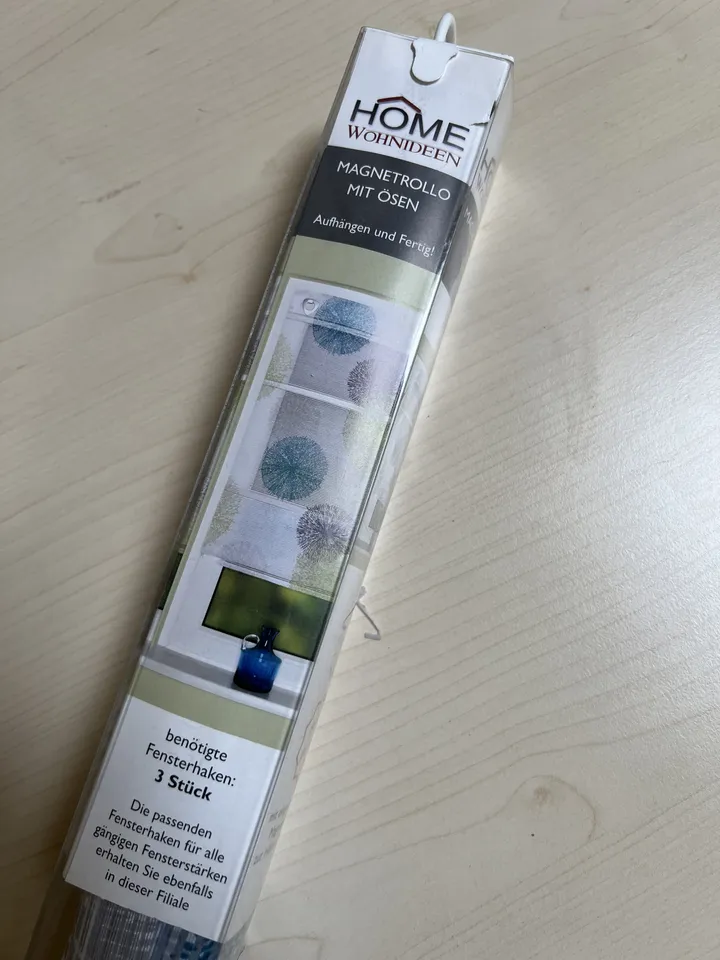 HOME
WOHNIDEEN
MAGNETROLLO
MIT ÖSEN
Aufhängen und Fertig!
benötigte
Fensterhaken:
3 Stück
Die passenden
Fensterhaken für alle
gängigen Fensterstärken
erhalten Sie ebenfalls
in dieser Filiale